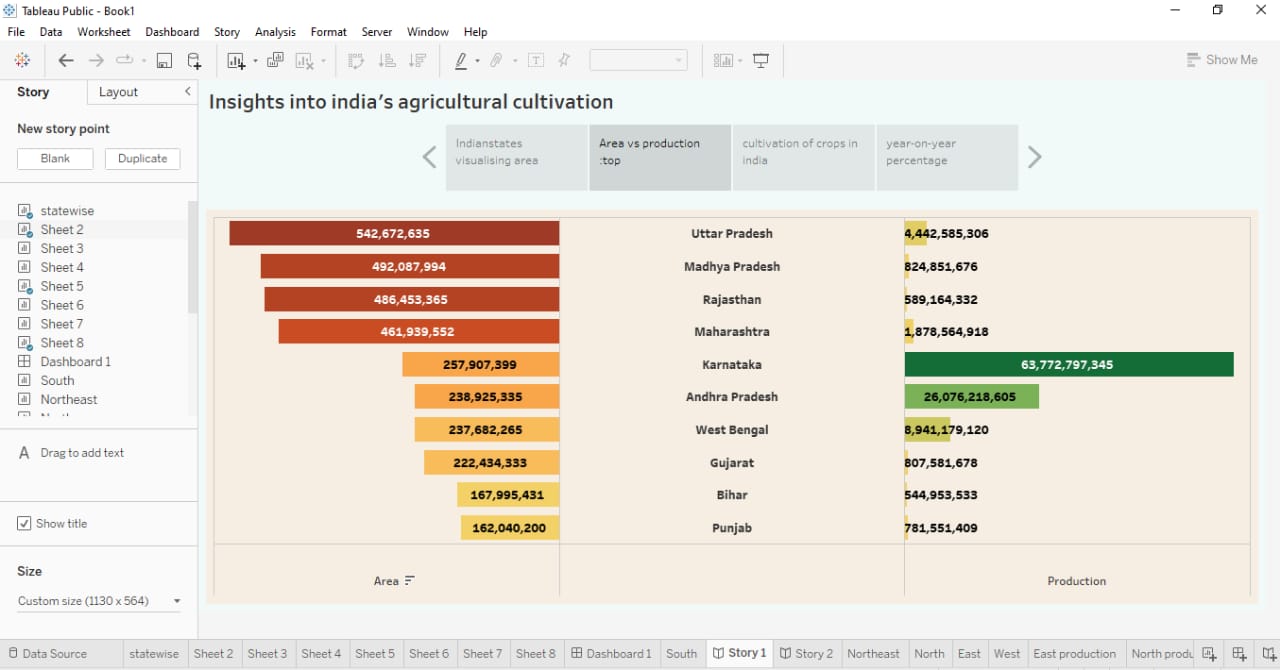 Tableau Public - Book1
File Data Worksheet Dashboard Story Analysis Format Server Window Help
Show Me
Story Layout
New story point
Blank Duplicate
statewise
Sheet 2
Sheet 3
Sheet 4
Sheet 5
Sheet 6
Sheet 7
Sheet 8
Dashboard 1
South
Northeast
A Drag to add text
Show title
Size
Custom size (1130 x 564)
Insights into india's agricultural cultivation
Indianstates
visualising area
Area vs production
:top
cultivation of crops in
india
year-on-year
percentage
542,672,635 Uttar Pradesh 4,442,585,306
492,087,994 Madhya Pradesh 824,851,676
486,453,365 Rajasthan 589,164,332
461,939,552 Maharashtra 1,878,564,918
257,907,399 Karnataka 63,772,797,345
238,925,335 Andhra Pradesh 26,076,218,605
237,682,265 West Bengal 8,941,179,120
222,434,333 Gujarat 807,581,678
167,995,431 Bihar 544,953,533
162,040,200 Punjab 781,551,409
Area Production
Data Source statewise Sheet 2 Sheet 3 Sheet 4 Sheet 5 Sheet 6 Sheet 7 Sheet 8 Dashboard 1 South Story 1 Story 2 Northeast North East West East production North produ